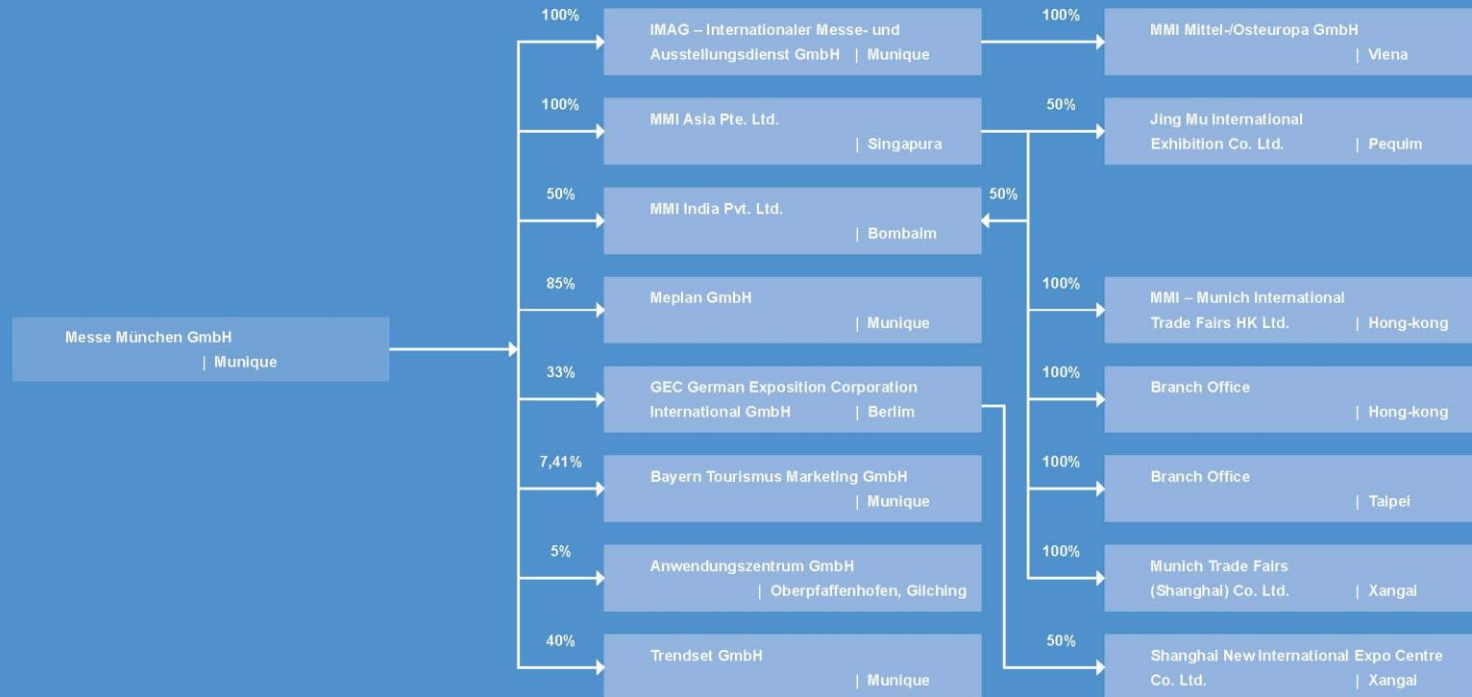 Messe München GmbH
| Munique
100%
IMAG – Internationaler Messe- und
Ausstellungsdienst GmbH | Munique
100%
MMI Mittel-/Osteuropa GmbH
| Viena
100%
MMI Asia Pte. Ltd.
| Singapura
50%
Jing Mu International
Exhibition Co. Ltd. | Pequim
50%
MMI India Pvt. Ltd.
| Bombaim
50%
85%
Meplan GmbH
| Munique
100%
MMI – Munich International
Trade Fairs HK Ltd. | Hong-kong
33%
GEC German Exposition Corporation
International GmbH | Berlim
100%
Branch Office
| Hong-kong
7,41%
Bayern Tourismus Marketing GmbH
| Munique
100%
Branch Office
| Taipei
5%
Anwendungszentrum GmbH
| Oberpfaffenhofen, Gilching
100%
Munich Trade Fairs
(Shanghai) Co. Ltd. | Xangai
40%
Trendset GmbH
| Munique
50%
Shanghai New International Expo Centre
Co. Ltd. | Xangai